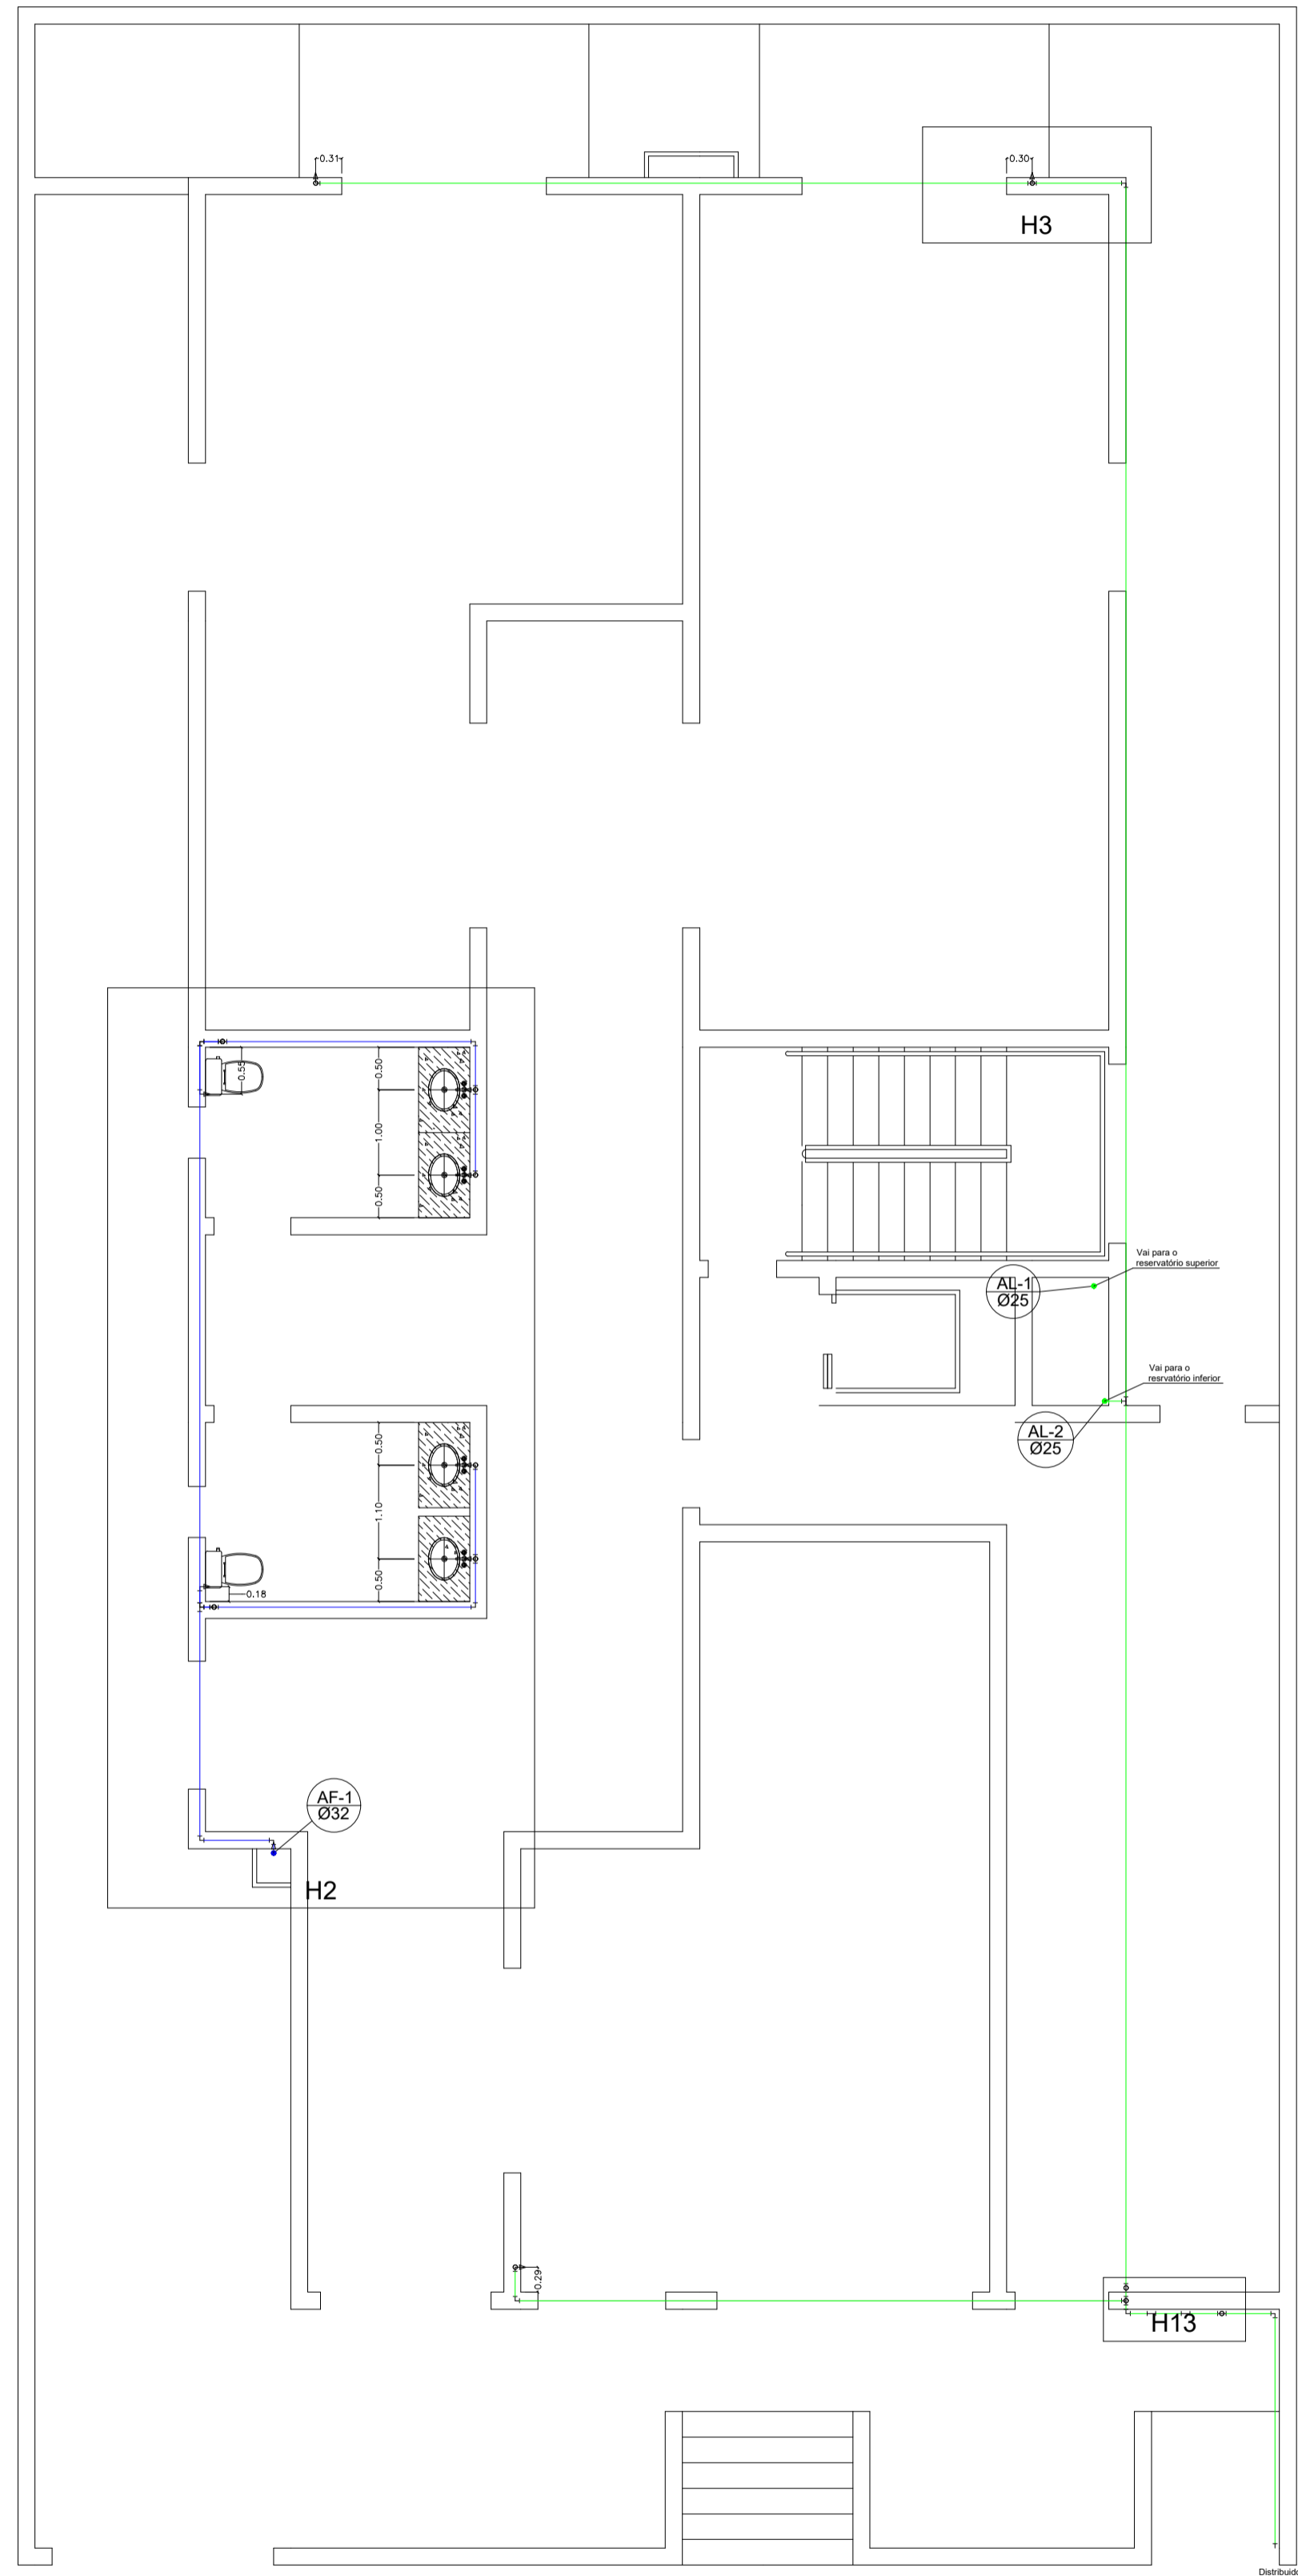 0.31
0.30
H3
0.55
0.50
1.00
0.50
Vai para o
reservatório superior
AL-1
Ø25
Vai para o
resrvatório inferior
AL-2
Ø25
0.50
1.10
0.50
0.18
AF-1
Ø32
H2
0.29
H13